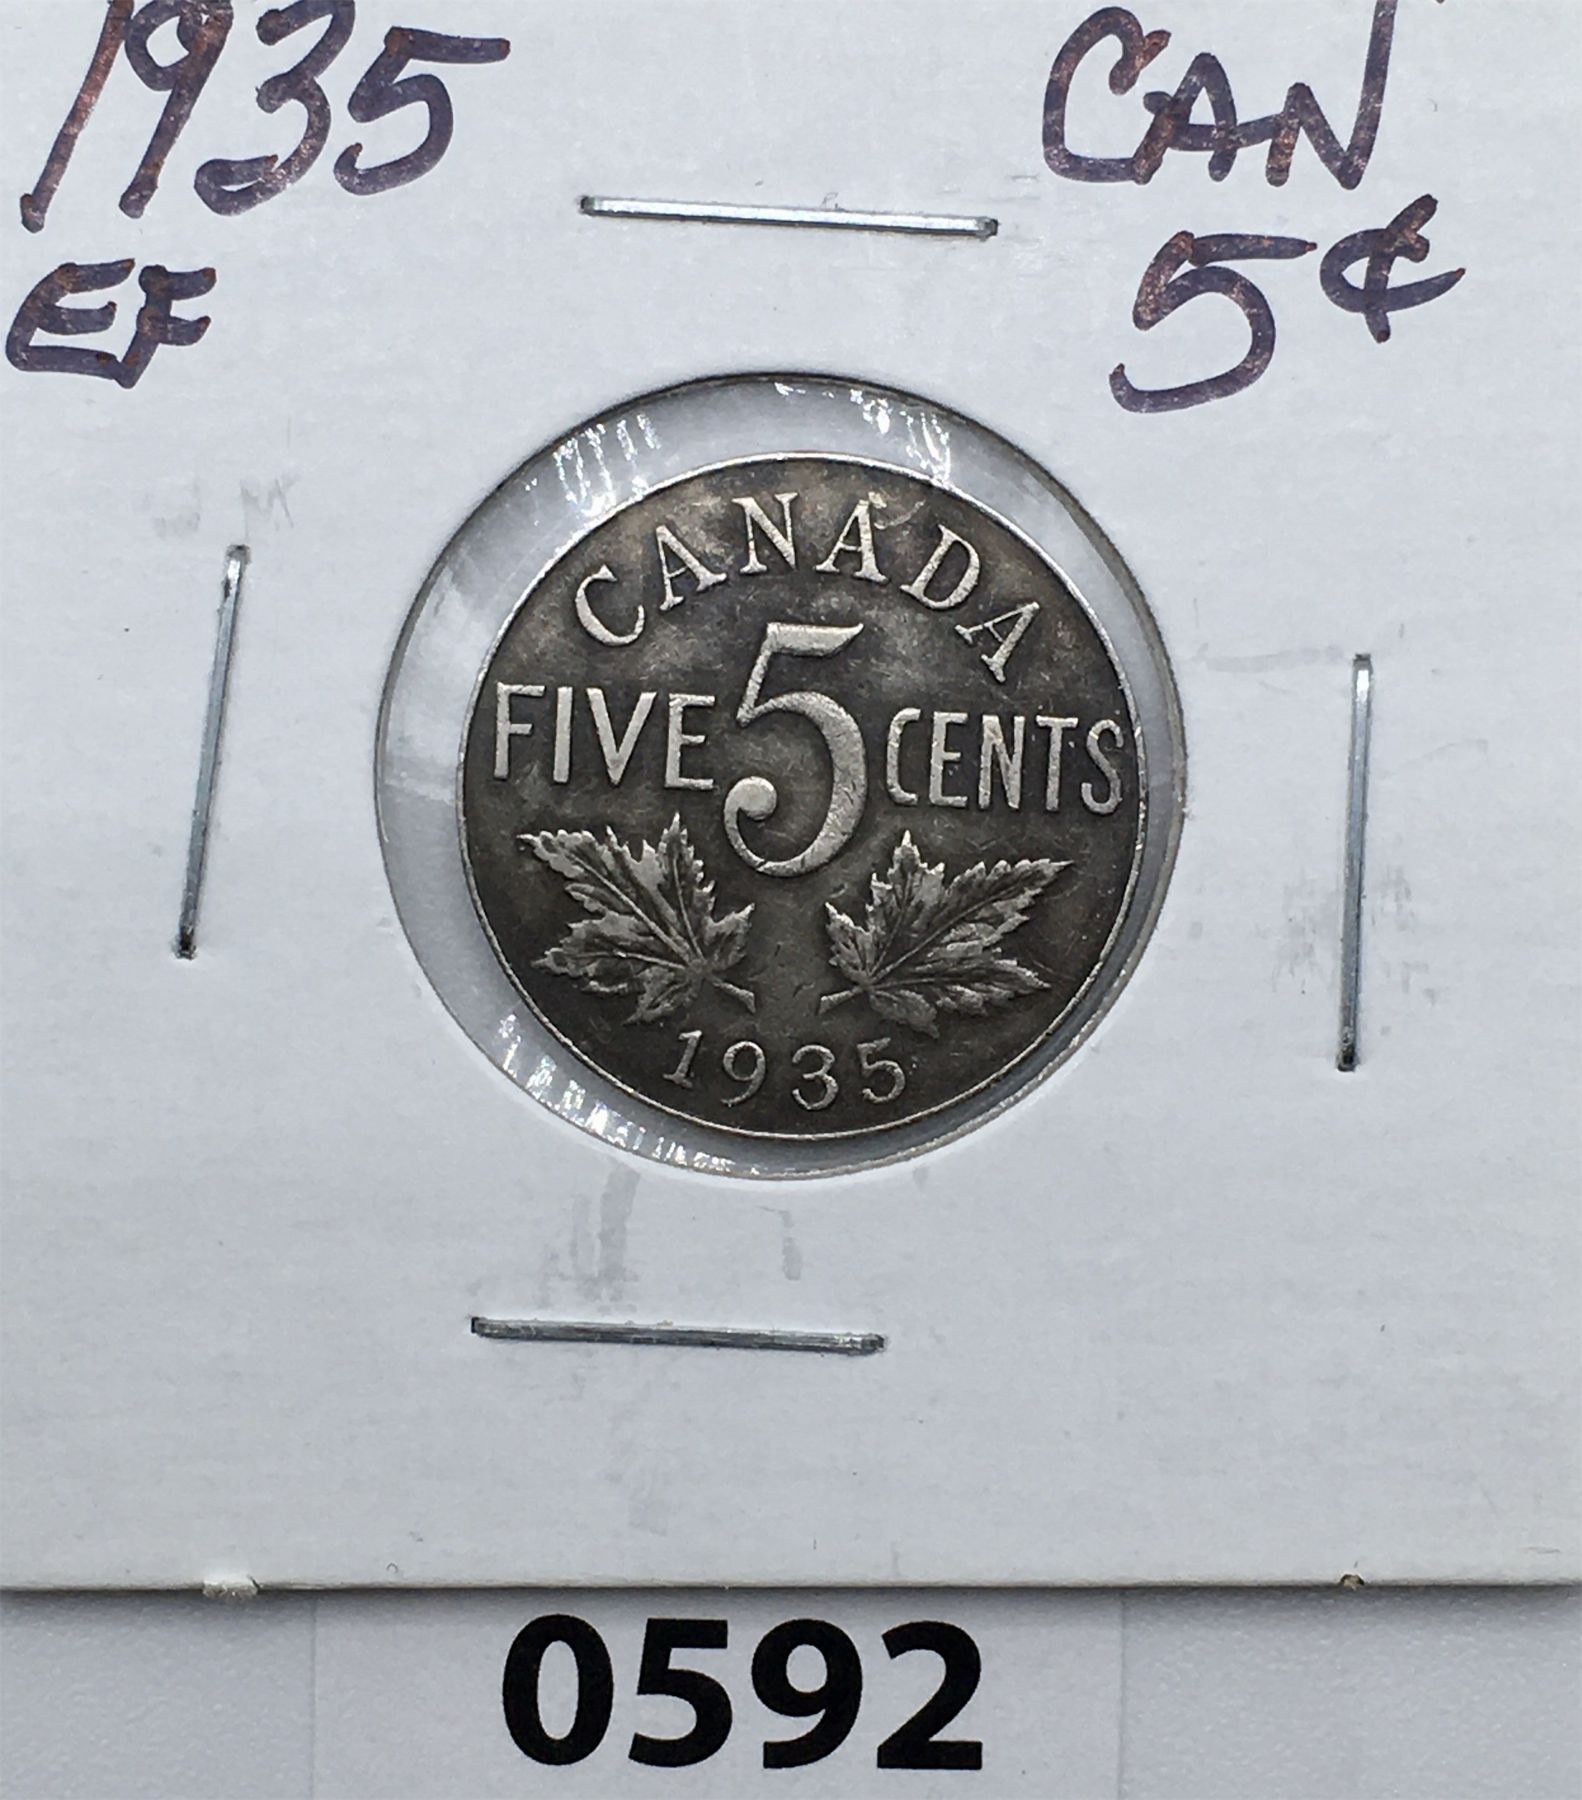 1935
EF
CAN
5¢
CANADA
FIVE 5 CENTS
1935
0592